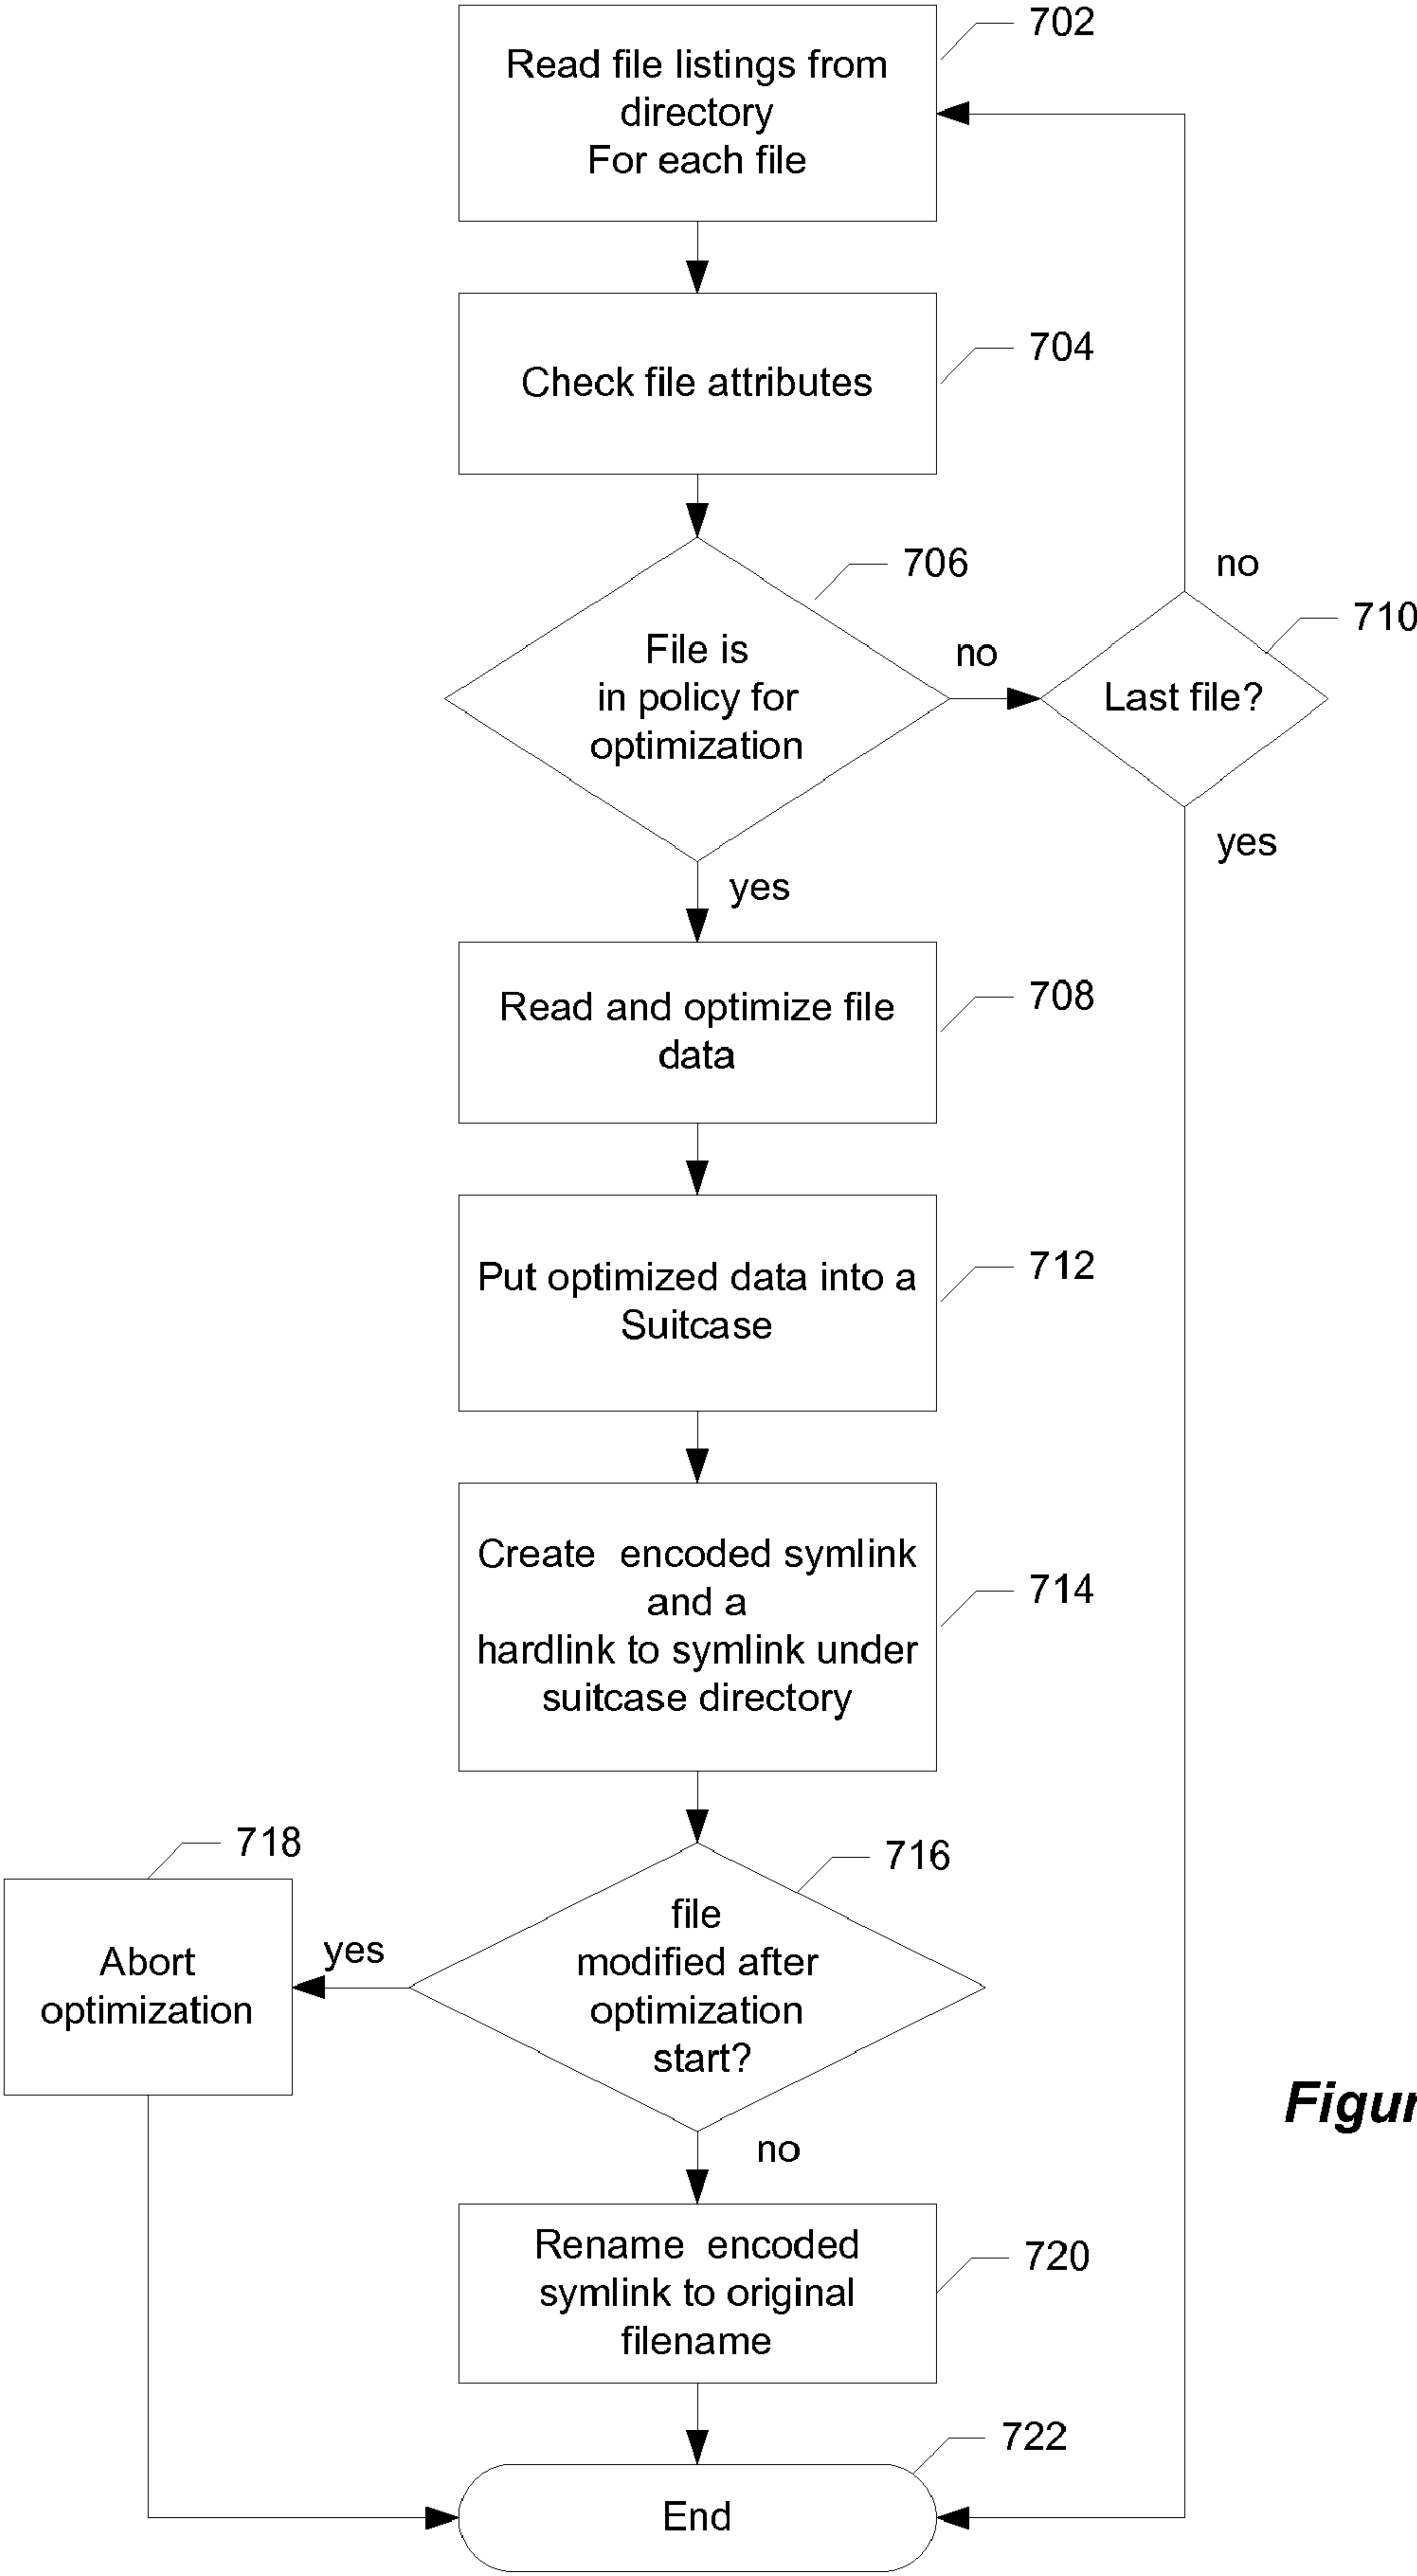 702
Read file listings from
directory
For each file
704
Check file attributes
706
no
710
File is
in policy for
optimization
no
Last file?
yes
yes
708
Read and optimize file
data
712
Put optimized data into a
Suitcase
714
Create encoded symlink
and a
hardlink to symlink under
suitcase directory
718
716
file
modified after
optimization
start?
yes
Abort
optimization
no
720
Rename encoded
symlink to original
filename
722
End